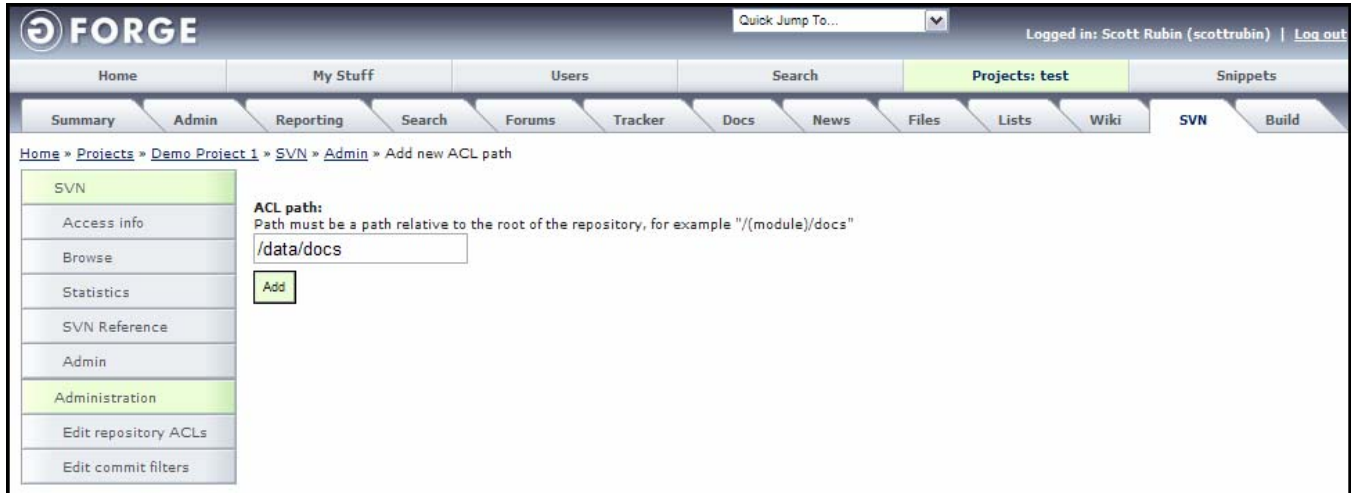 GFORGE
Quick Jump To...
Logged in: Scott Rubin (scottrubin) | Log out
Home My Stuff Users Search Projects: test Snippets
Summary Admin Reporting Search Forums Tracker Docs News Files Lists Wiki SVN Build
Home » Projects » Demo Project 1 » SVN » Admin » Add new ACL path
SVN
Access info
Browse
Statistics
SVN Reference
Admin
Administration
Edit repository ACLs
Edit commit filters
ACL path:
Path must be a path relative to the root of the repository, for example "/(module)/docs"
/data/docs
Add